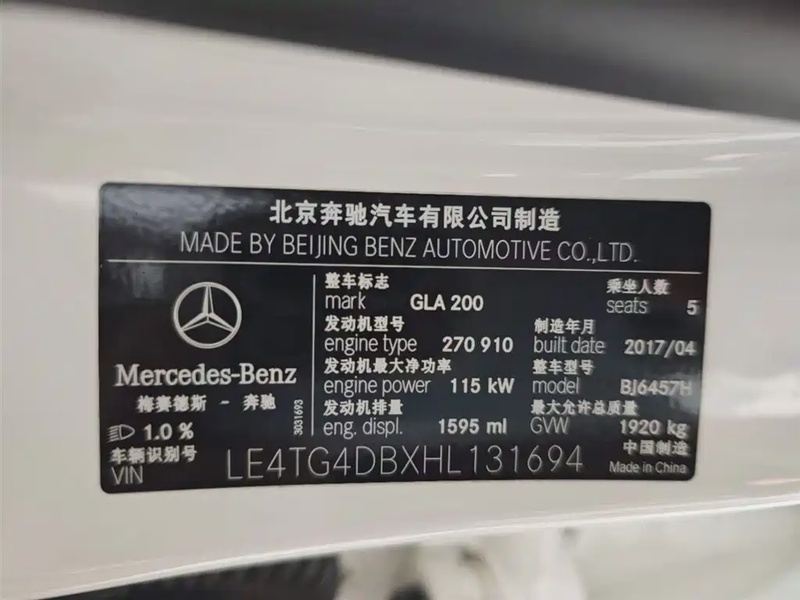 北京奔驰汽车有限公司制造
MADE BY BEIJING BENZ AUTOMOTIVE CO.,LTD.
Mercedes-Benz
梅赛德斯 - 奔驰
1.0 %
3031693
整车标志
mark GLA 200
乘坐人数
seats 5
发动机型号
engine type 270 910
制造年月
built date 2017/04
发动机最大净功率
engine power 115 kW
整车型号
model BJ6457H
发动机排量
eng. displ. 1595 ml
最大允许总质量
GVW 1920 kg
车辆识别号
VIN LE4TG4DBXHL131694
中国制造
Made in China